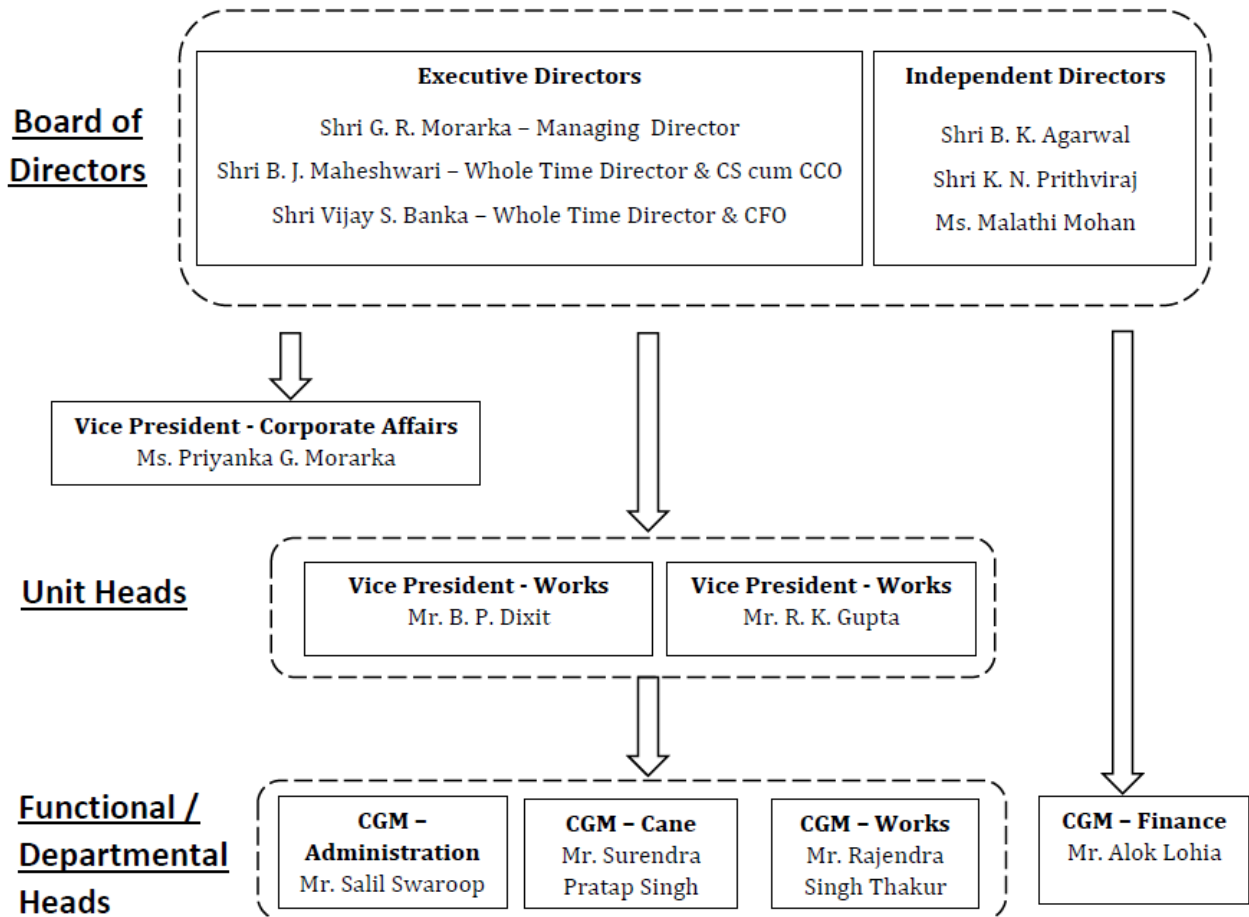 Board of
Directors
Executive Directors
Shri G. R. Morarka – Managing Director
Shri B. J. Maheshwari – Whole Time Director & CS cum CCO
Shri Vijay S. Banka – Whole Time Director & CFO
Independent Directors
Shri B. K. Agarwal
Shri K. N. Prithviraj
Ms. Malathi Mohan
Vice President - Corporate Affairs
Ms. Priyanka G. Morarka
Unit Heads
Vice President - Works
Mr. B. P. Dixit
Vice President - Works
Mr. R. K. Gupta
Functional /
Departmental
Heads
CGM –
Administration
Mr. Salil Swaroop
CGM – Cane
Mr. Surendra
Pratap Singh
CGM – Works
Mr. Rajendra
Singh Thakur
CGM – Finance
Mr. Alok Lohia